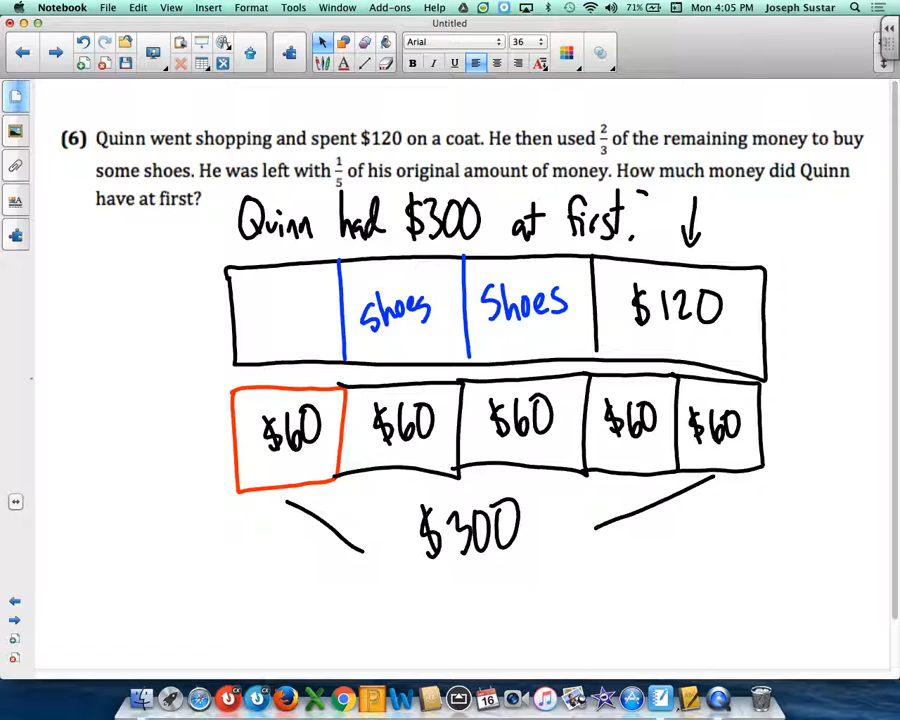 Notebook File Edit View Insert Format Tools Window Add-ons Help 71% Mon 4:05 PM Joseph Sustar
Untitled
Arial 36
B I U
(6) Quinn went shopping and spent $120 on a coat. He then used 2/3 of the remaining money to buy
some shoes. He was left with 1/5 of his original amount of money. How much money did Quinn
have at first?
Quinn had $300 at first.
shoes shoes $120
$60 $60 $60 $60 $60
$300